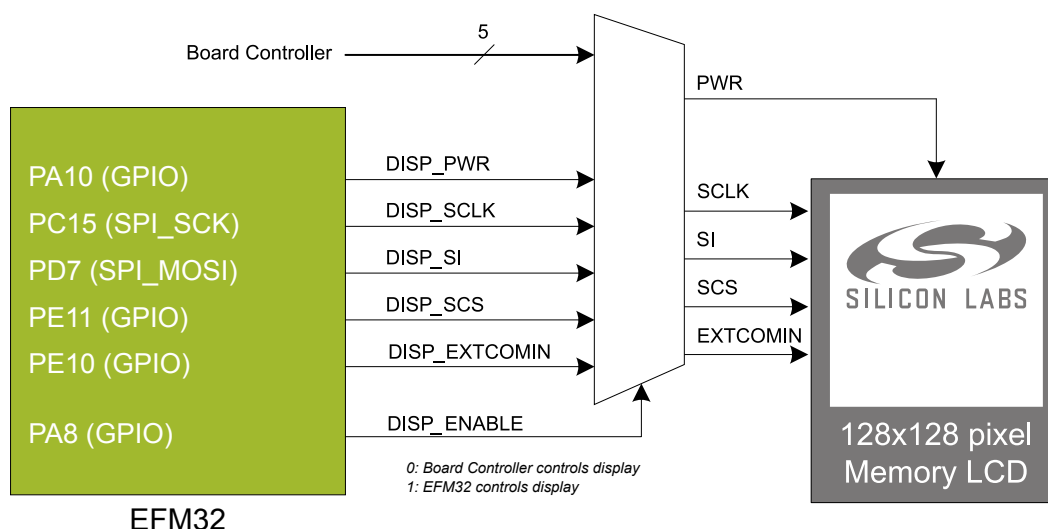 Board Controller
5
PWR
PA10 (GPIO)
DISP_PWR
PC15 (SPI_SCK)
DISP_SCLK
SCLK
PD7 (SPI_MOSI)
DISP_SI
SI
PE11 (GPIO)
DISP_SCS
SCS
PE10 (GPIO)
DISP_EXTCOMIN
EXTCOMIN
PA8 (GPIO)
DISP_ENABLE
0: Board Controller controls display
1: EFM32 controls display
EFM32
SILICON LABS
128x128 pixel
Memory LCD